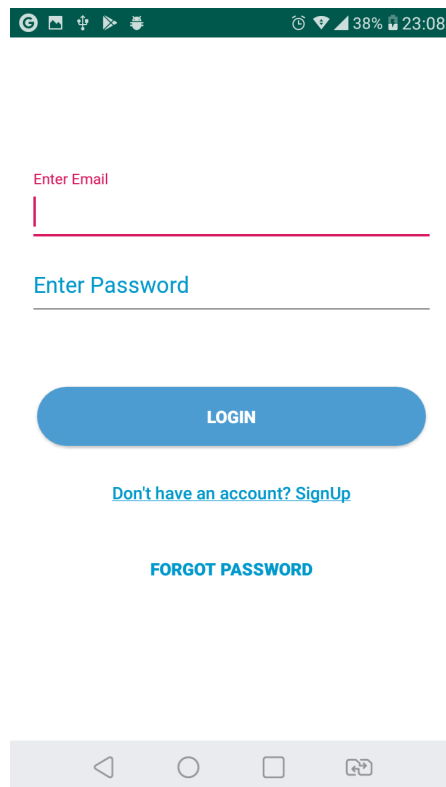 38% 23:08
Enter Email
Enter Password
LOGIN
Don't have an account? SignUp
FORGOT PASSWORD